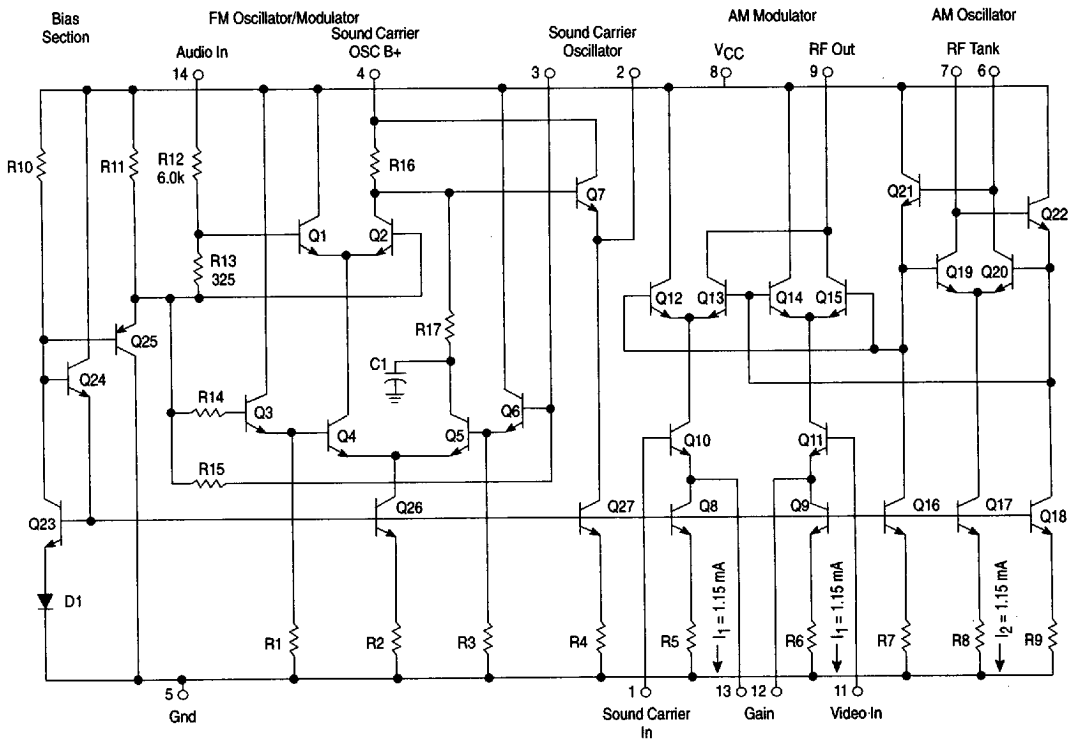 Bias
Section
FM Oscillator/Modulator
Audio In
Sound Carrier
OSC B+
Sound Carrier
Oscillator
AM Modulator
VCC
RF Out
AM Oscillator
RF Tank
14
4
3
2
8
9
7
6
R10
R11
R12
6.0k
R16
Q7
Q21
Q22
Q1
Q2
R13
325
Q19
Q20
Q12
Q13
Q14
Q15
R17
Q25
C1
Q24
R14
Q3
Q4
Q5
Q6
Q10
Q11
R15
Q23
Q26
Q27
Q8
Q9
Q16
Q17
Q18
D1
R1
R2
R3
R4
R5
I1 = 1.15 mA
R6
I1 = 1.15 mA
R7
R8
I2 = 1.15 mA
R9
5
Gnd
1
Sound Carrier
In
13
12
Gain
11
Video In